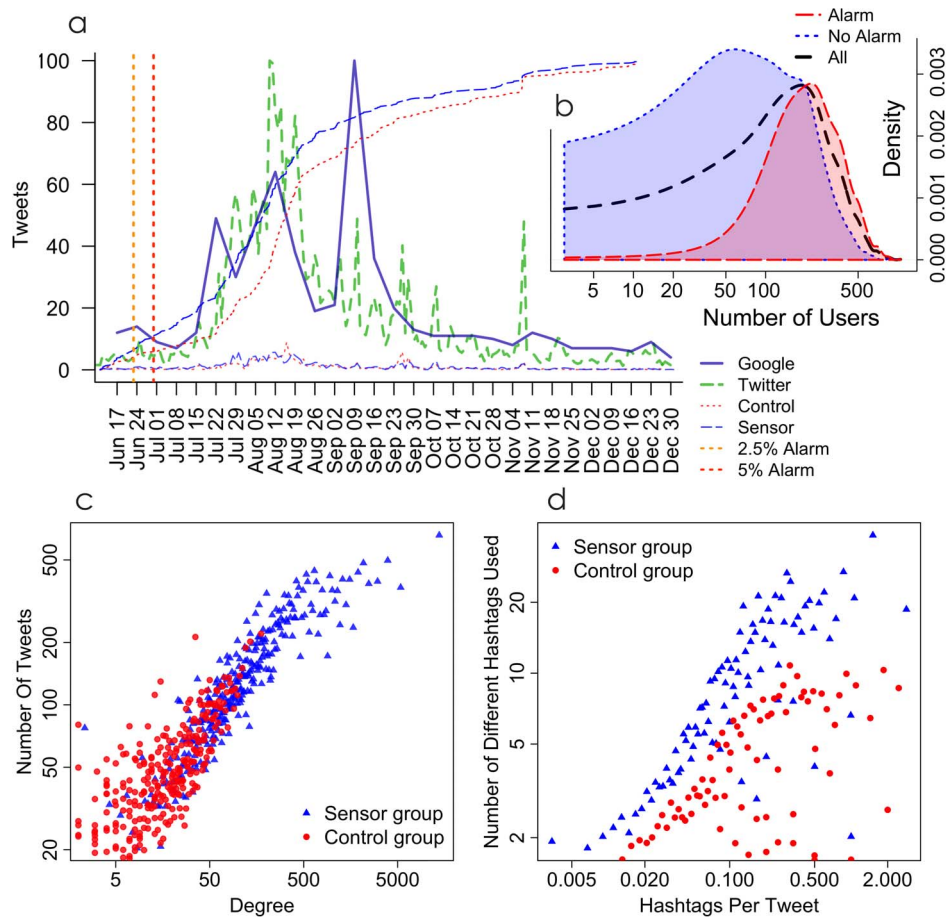 a
Tweets
100
80
60
40
20
0
Jun 17
Jun 24
Jul 01
Jul 08
Jul 15
Jul 22
Jul 29
Aug 05
Aug 12
Aug 19
Aug 26
Sep 02
Sep 09
Sep 16
Sep 23
Sep 30
Oct 07
Oct 14
Oct 21
Oct 28
Nov 04
Nov 11
Nov 18
Nov 25
Dec 02
Dec 09
Dec 16
Dec 23
Dec 30
Alarm
No Alarm
All
b
Density
0.003
0.002
0.001
0.000
5 10 20 50 100 500
Number of Users
Google
Twitter
Control
Sensor
2.5% Alarm
5% Alarm
c
Number Of Tweets
500
200
100
50
20
Sensor group
Control group
5 50 500 5000
Degree
d
Number of Different Hashtags Used
20
10
5
2
Sensor group
Control group
0.005 0.020 0.100 0.500 2.000
Hashtags Per Tweet